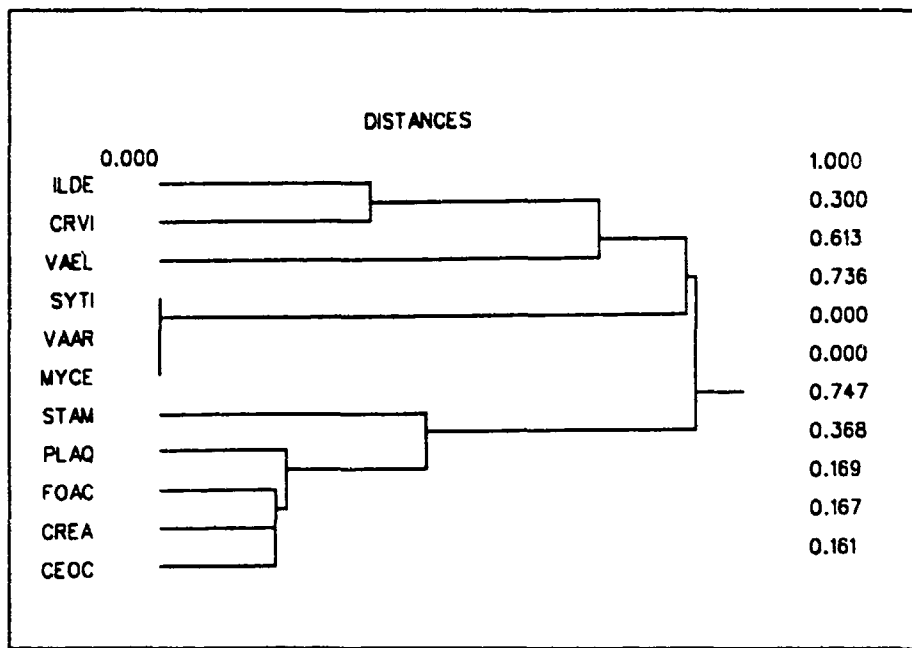 DISTANCES
0.000 1.000
ILDE 0.300
CRVI 0.613
VAEL 0.736
SYTI 0.000
VAAR 0.000
MYCE 0.747
STAM 0.368
PLAQ 0.169
FOAC 0.167
CREA 0.161
CEOC